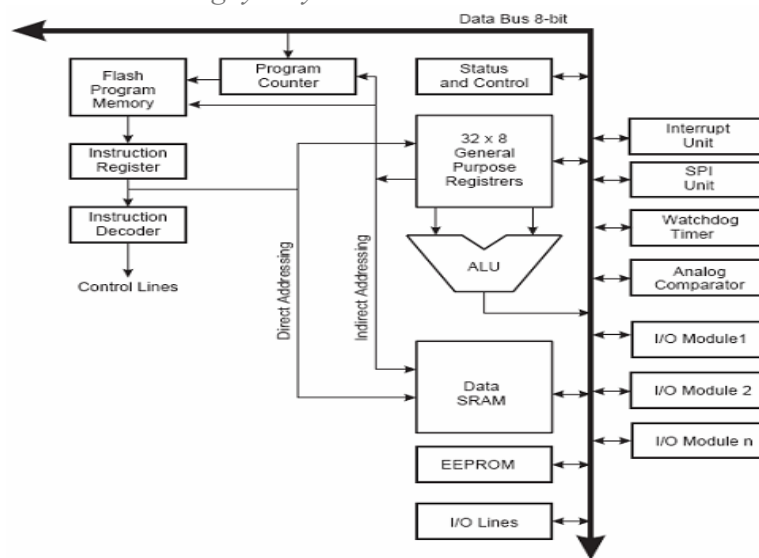 Data Bus 8-bit
Flash
Program
Memory
Program
Counter
Status
and Control
Instruction
Register
32 x 8
General
Purpose
Registrers
Interrupt
Unit
SPI
Unit
Instruction
Decoder
Watchdog
Timer
ALU
Control Lines
Analog
Comparator
Direct Addressing
Indirect Addressing
I/O Module1
Data
SRAM
I/O Module 2
I/O Module n
EEPROM
I/O Lines